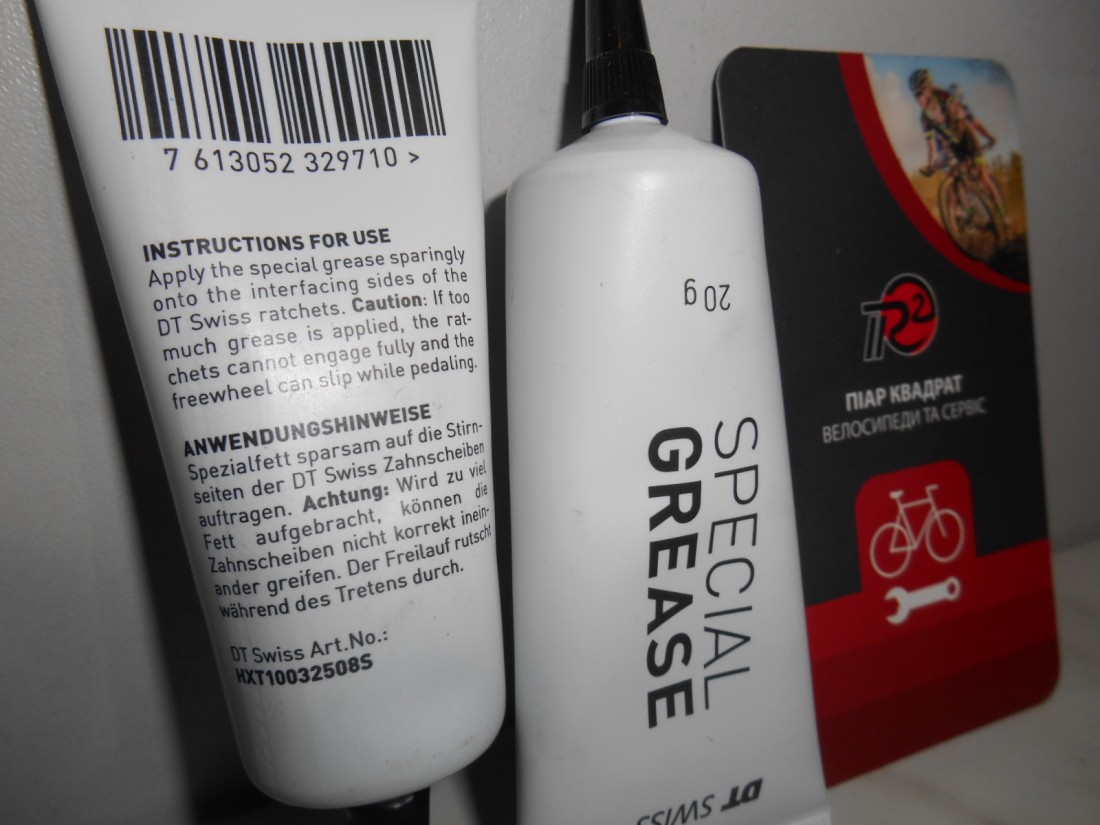 7 613052 329710 >
INSTRUCTIONS FOR USE
Apply the special grease sparingly
onto the interfacing sides of the
DT Swiss ratchets. Caution: If too
much grease is applied, the rat-
chets cannot engage fully and the
freewheel can slip while pedaling.
ANWENDUNGSHINWEISE
Spezialfett sparsam auf die Stirn-
seiten der DT Swiss Zahnscheiben
auftragen. Achtung: Wird zu viel
Fett aufgebracht, können die
Zahnscheiben nicht korrekt inein-
ander greifen. Der Freilauf rutscht
während des Tretens durch.
DT Swiss Art.No.:
HXT10032508S
20 g
SPECIAL
GREASE
DT SWISS
ПІАР КВАДРАТ
ВЕЛОСИПЕДИ ТА СЕРВІС